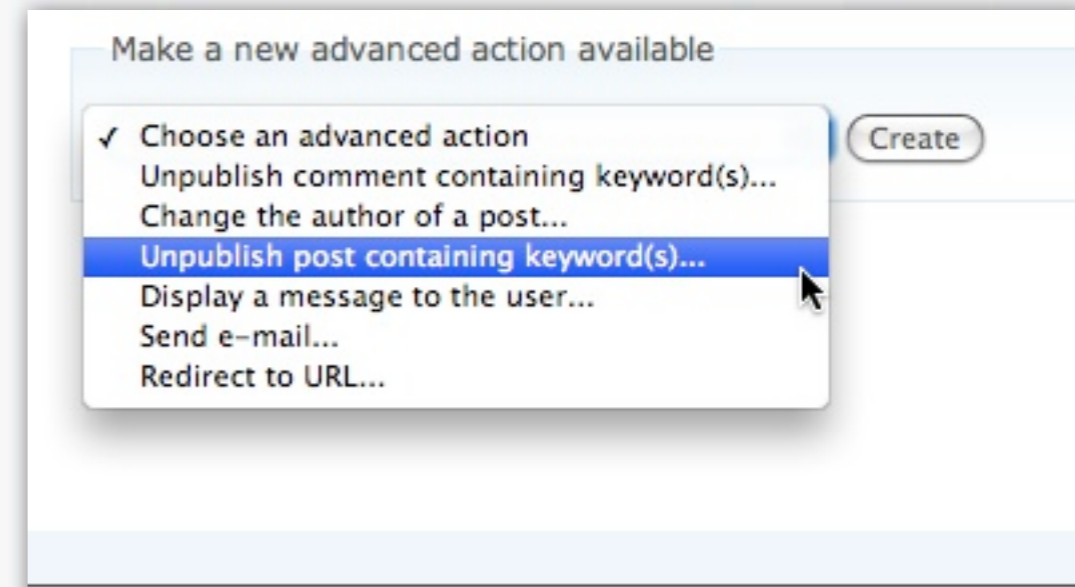 Make a new advanced action available
✓ Choose an advanced action
Create
Unpublish comment containing keyword(s)...
Change the author of a post...
Unpublish post containing keyword(s)...
Display a message to the user...
Send e-mail...
Redirect to URL...